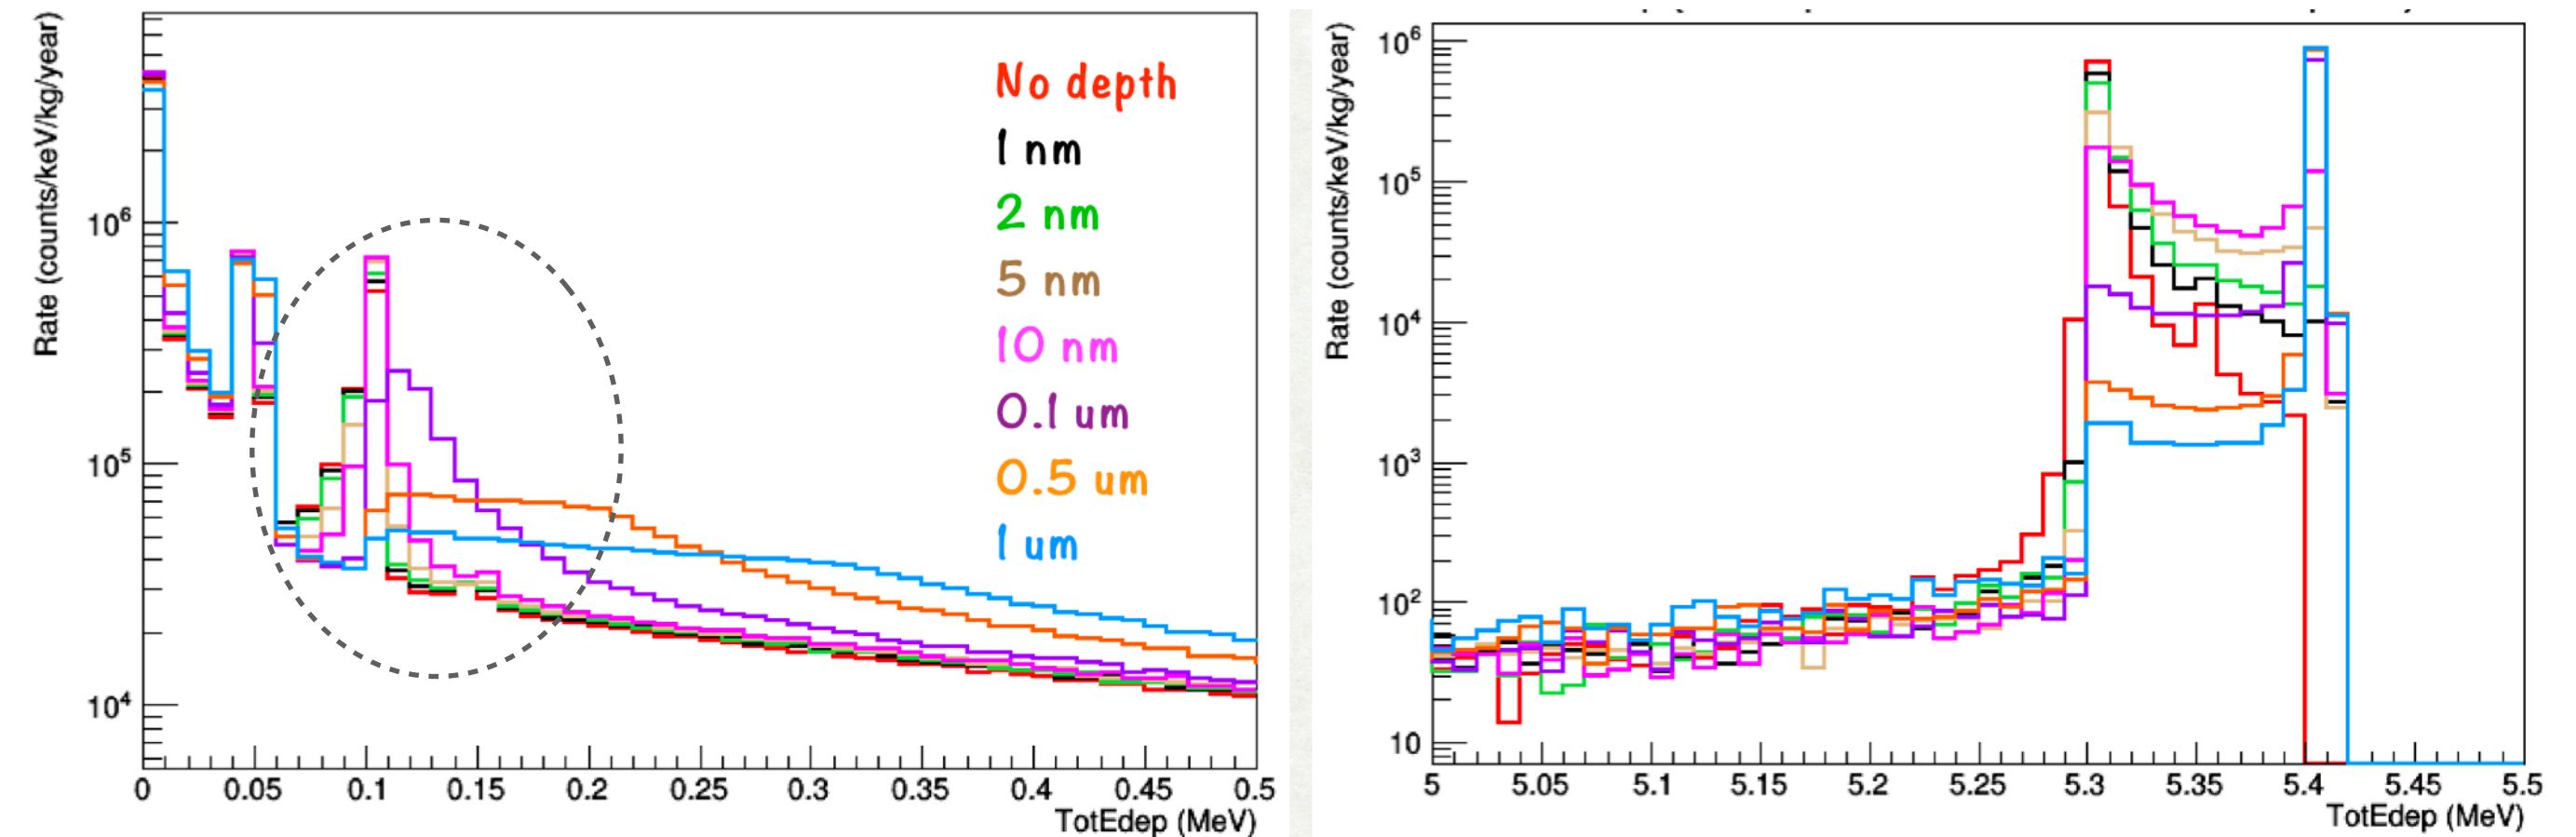 Rate (counts/keV/kg/year)
10⁶
10⁵
10⁴
0 0.05 0.1 0.15 0.2 0.25 0.3 0.35 0.4 0.45 0.5
TotEdep (MeV)
No depth
1 nm
2 nm
5 nm
10 nm
0.1 um
0.5 um
1 um
Rate (counts/keV/kg/year)
10⁶
10⁵
10⁴
10³
10²
10
5 5.05 5.1 5.15 5.2 5.25 5.3 5.35 5.4 5.45 5.5
TotEdep (MeV)